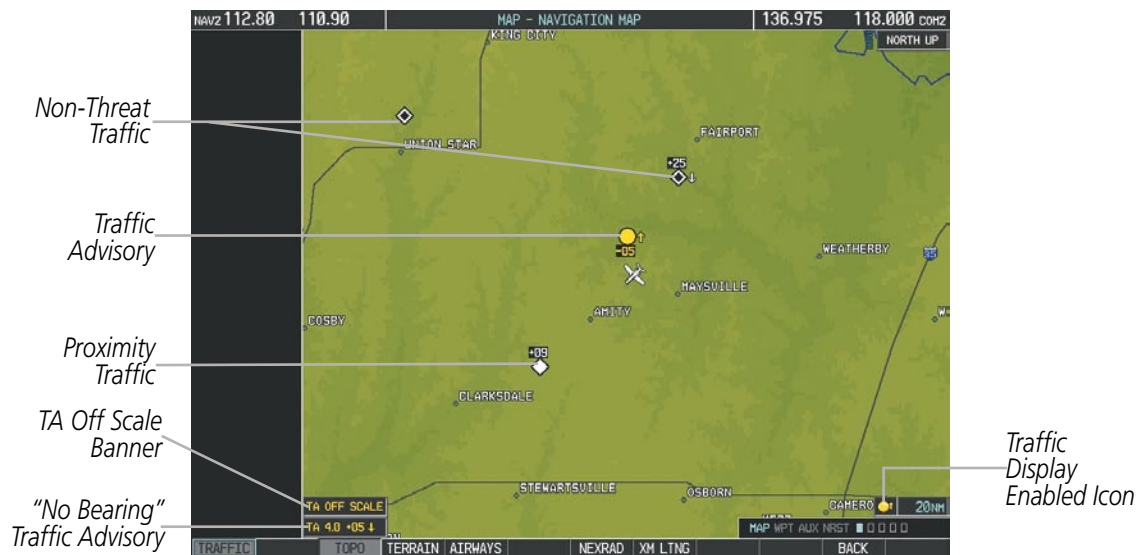 NAV2 112.80 110.90 MAP – NAVIGATION MAP 136.975 118.000 COM2
NORTH UP
KING CITY
Non-Threat
Traffic
UNION STAR
FAIRPORT
+25
Traffic
Advisory
-05
WEATHERBY
35
MAYSVILLE
AMITY
COSBY
Proximity
Traffic
+09
CLARKSDALE
TA Off Scale
Banner
Traffic
Display
Enabled Icon
STEWARTSVILLE
OSBORN
TA OFF SCALE
CAMERO
20NM
"No Bearing"
Traffic Advisory
TA 4.0 +05 ↓
MAP WPT AUX NRST
TRAFFIC TOPO TERRAIN AIRWAYS NEXRAD XM LTNG BACK